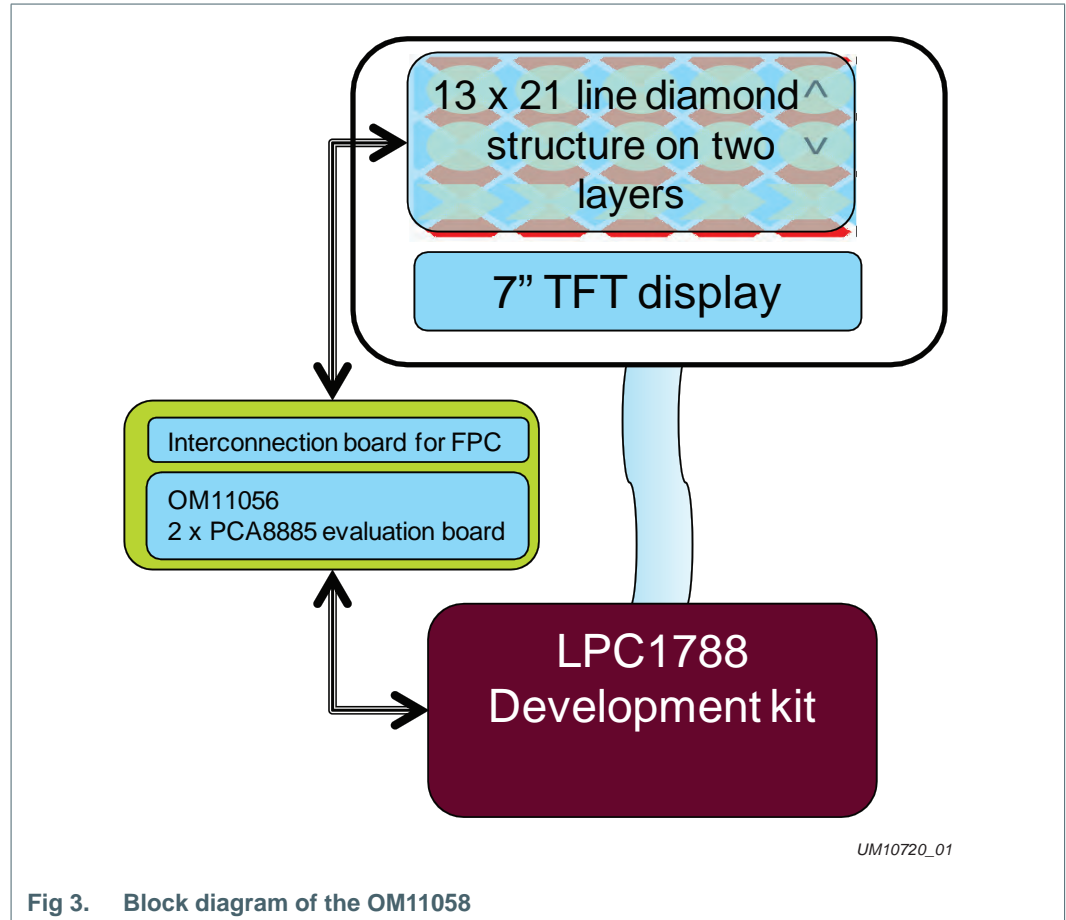 13 x 21 line diamond ^
structure on two v
layers
7” TFT display
Interconnection board for FPC
OM11056
2 x PCA8885 evaluation board
LPC1788
Development kit
UM10720_01
Fig 3. Block diagram of the OM11058